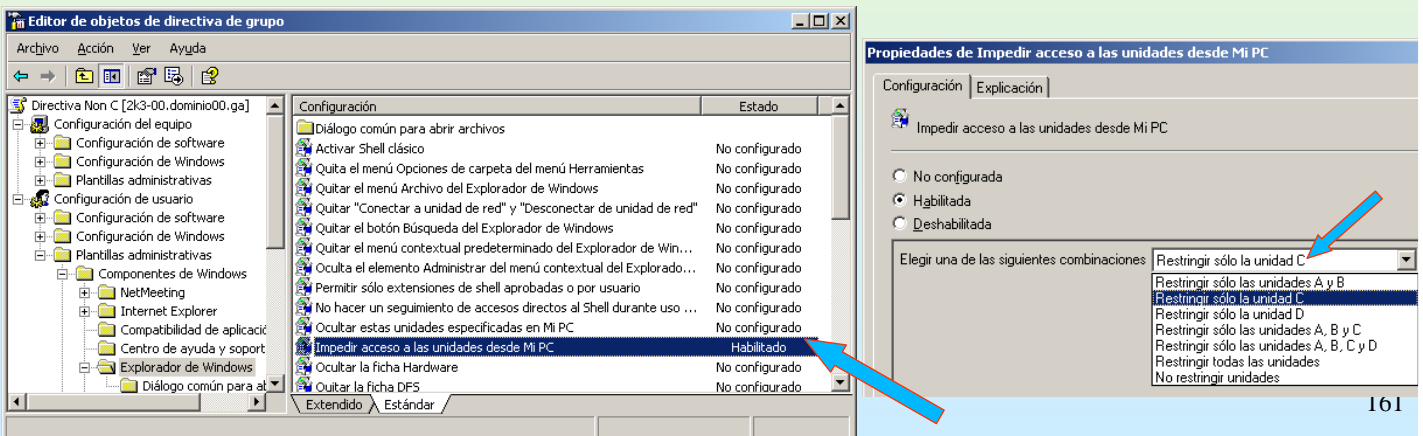 Editor de objetos de directiva de grupo
Archivo Acción Ver Ayuda
Directiva Non C [2k3-00.dominio00.ga]
Configuración del equipo
Configuración de software
Configuración de Windows
Plantillas administrativas
Configuración de usuario
Configuración de software
Configuración de Windows
Plantillas administrativas
Componentes de Windows
NetMeeting
Internet Explorer
Compatibilidad de aplicació
Centro de ayuda y soport
Explorador de Windows
Diálogo común para al
Configuración Estado
Diálogo común para abrir archivos
Activar Shell clásico No configurado
Quita el menú Opciones de carpeta del menú Herramientas No configurado
Quitar el menú Archivo del Explorador de Windows No configurado
Quitar "Conectar a unidad de red" y "Desconectar de unidad de red" No configurado
Quitar el botón Búsqueda del Explorador de Windows No configurado
Quitar el menú contextual predeterminado del Explorador de Win... No configurado
Oculta el elemento Administrar del menú contextual del Explorado... No configurado
Permitir sólo extensiones de shell aprobadas o por usuario No configurado
No hacer un seguimiento de accesos directos al Shell durante uso ... No configurado
Ocultar estas unidades especificadas en Mi PC No configurado
Impedir acceso a las unidades desde Mi PC Habilitado
Ocultar la ficha Hardware No configurado
Quitar la ficha DFS No configurado
Extendido Estándar
Propiedades de Impedir acceso a las unidades desde Mi PC
Configuración Explicación
Impedir acceso a las unidades desde Mi PC
No configurada
Habilitada
Deshabilitada
Elegir una de las siguientes combinaciones Restringir sólo la unidad C
Restringir sólo las unidades A y B
Restringir sólo la unidad C
Restringir sólo la unidad D
Restringir sólo las unidades A, B y C
Restringir sólo las unidades A, B, C y D
Restringir todas las unidades
No restringir unidades
161